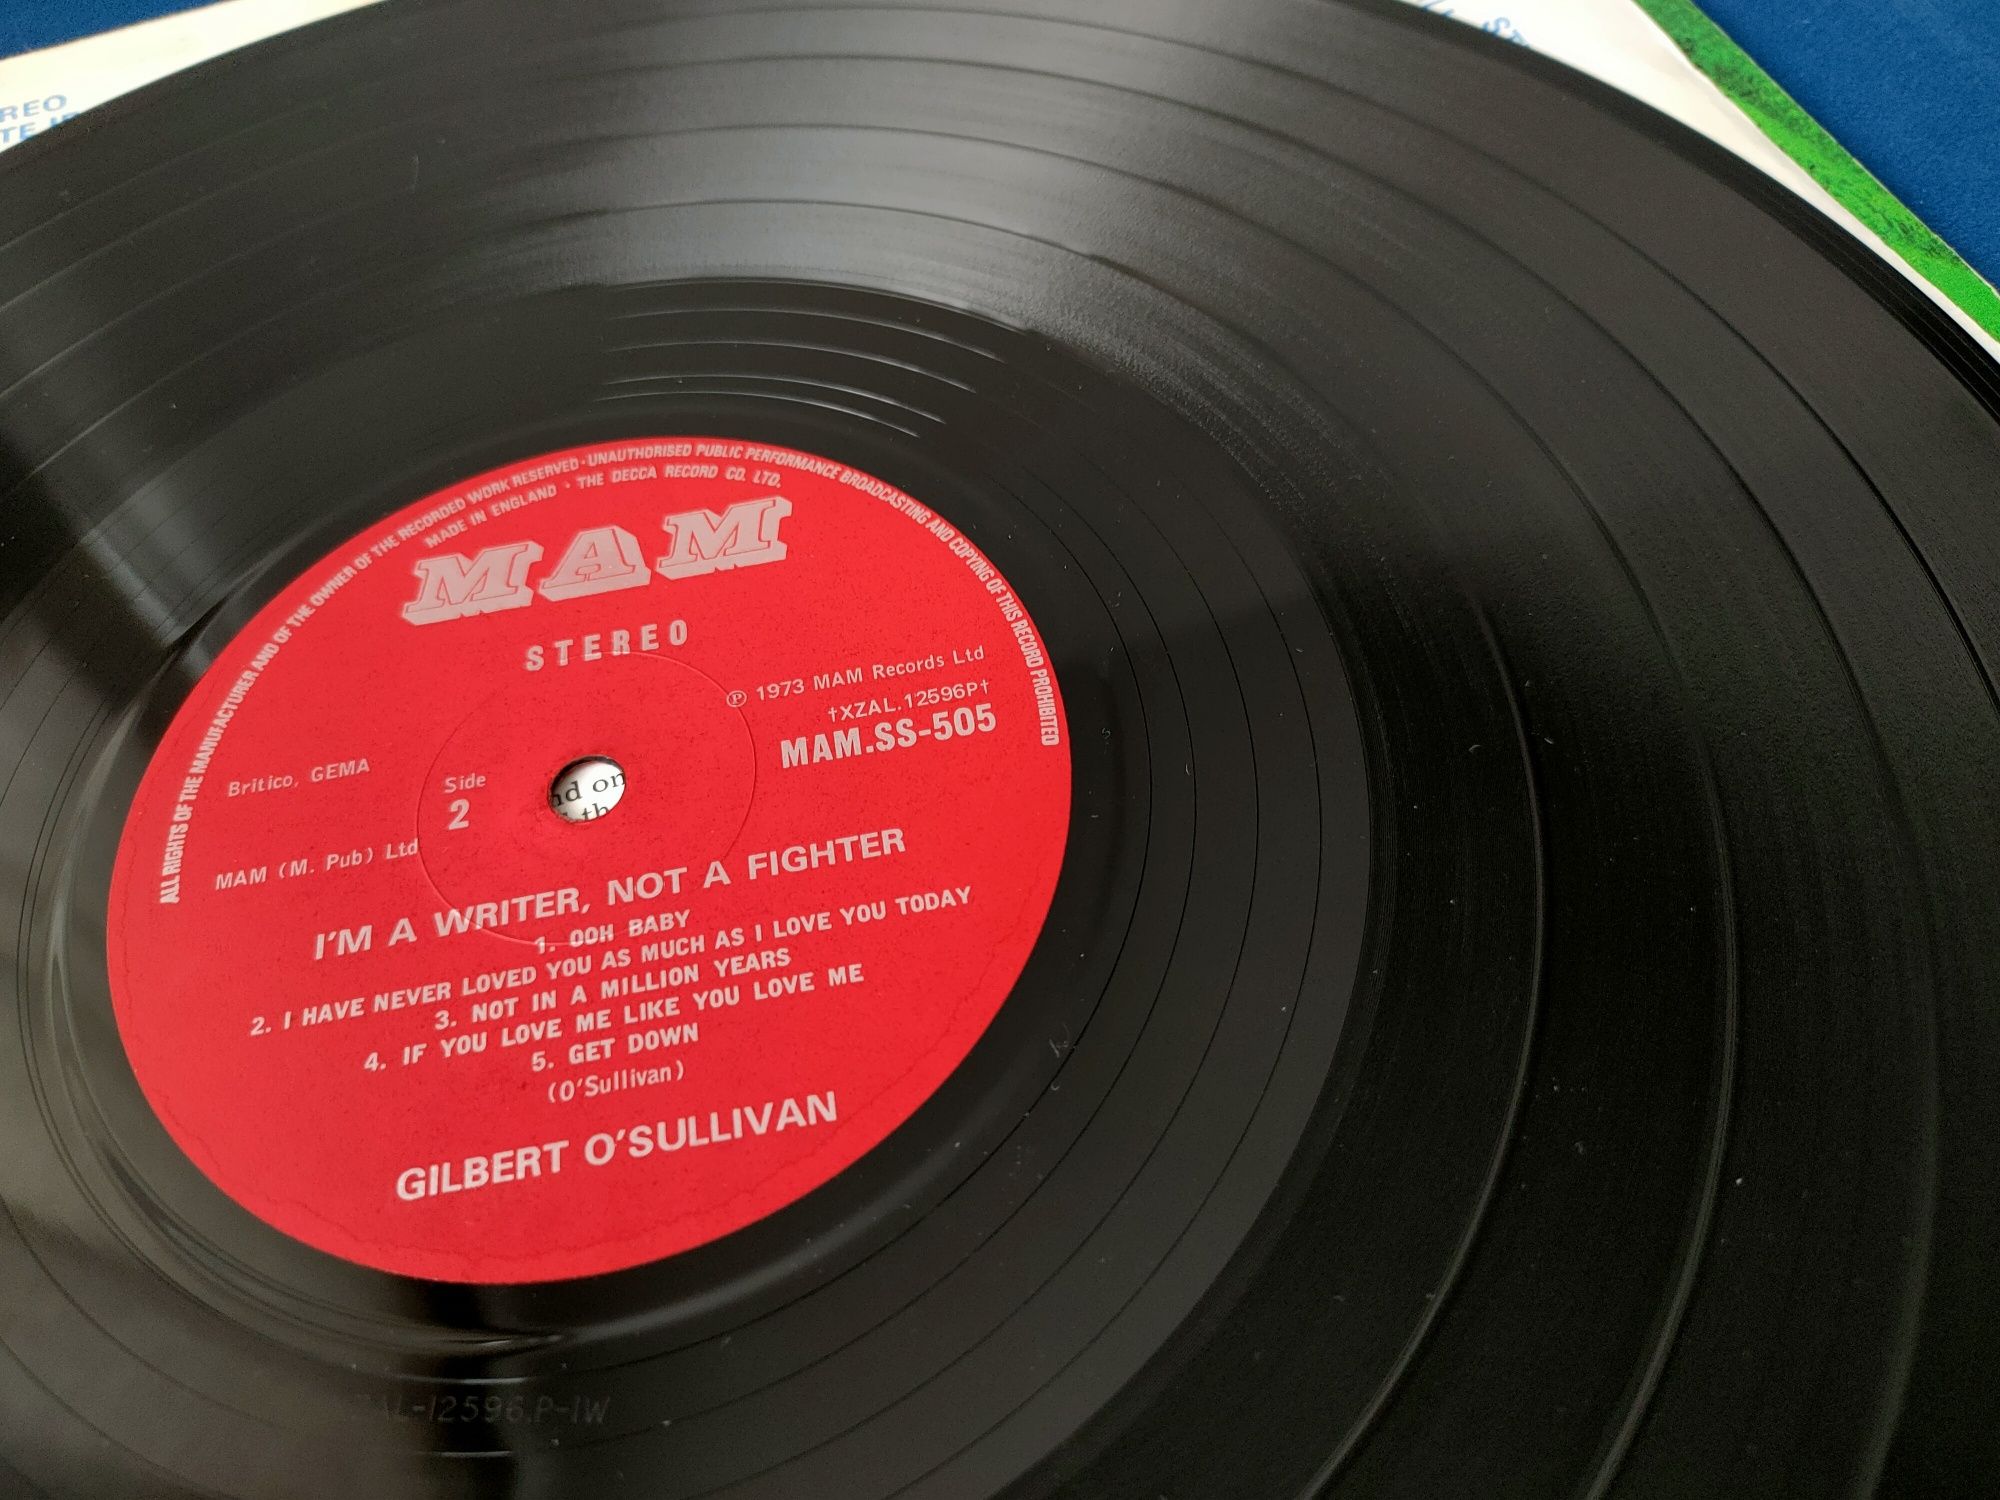 REO
ALL RIGHTS OF THE MANUFACTURER AND OF THE OWNER OF THE RECORDED WORK RESERVED · UNAUTHORISED PUBLIC PERFORMANCE BROADCASTING AND COPYING OF THIS RECORD PROHIBITED
MADE IN ENGLAND · THE DECCA RECORD CO. LTD.
MAM
STEREO
℗ 1973 MAM Records Ltd
†XZAL.12596P†
MAM.SS-505
Britico, GEMA
Side
2
MAM (M. Pub) Ltd
nd on
th
I'M A WRITER, NOT A FIGHTER
1. OOH BABY
2. I HAVE NEVER LOVED YOU AS MUCH AS I LOVE YOU TODAY
3. NOT IN A MILLION YEARS
4. IF YOU LOVE ME LIKE YOU LOVE ME
5. GET DOWN
(O'Sullivan)
GILBERT O'SULLIVAN
AL-12596.P-1W